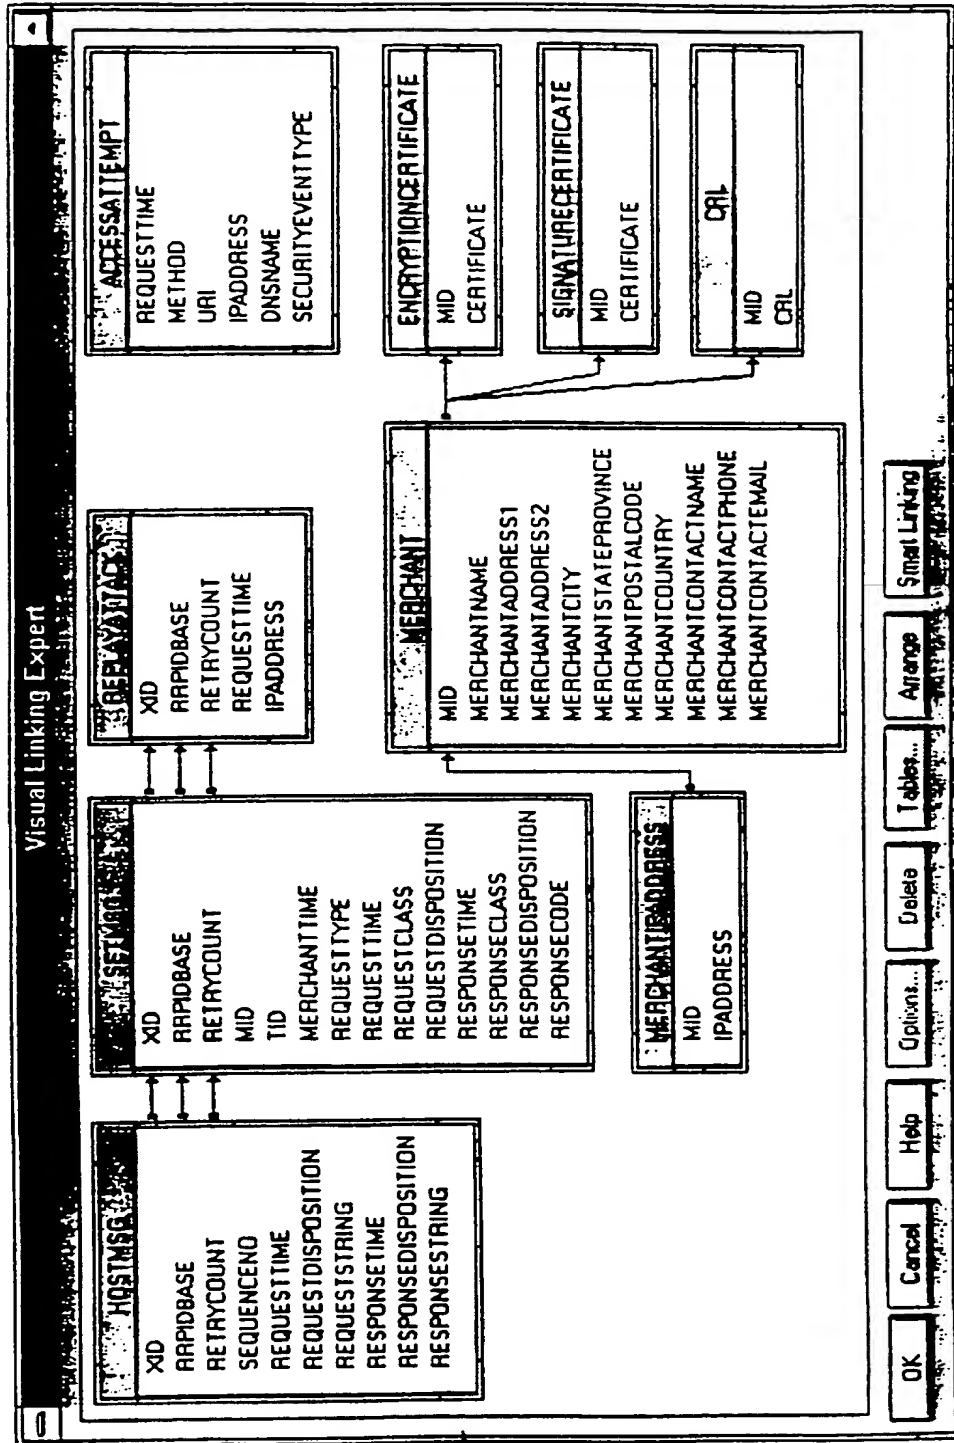 Visual Linking Expert
HOSTMSG
XID
RRPIDBASE
RETRYCOUNT
SEQUENCENO
REQUESTTIME
REQUESTDISPOSITION
REQUESTSTRING
RESPONSETIME
RESPONSEDISPOSITION
RESPONSESTRING
SETMSG
XID
RRPIDBASE
RETRYCOUNT
MID
TID
MERCHANTTIME
REQUESTTYPE
REQUESTTIME
REQUESTCLASS
REQUESTDISPOSITION
RESPONSETIME
RESPONSECLASS
RESPONSEDISPOSITION
RESPONSECODE
REPLAYATTACK
XID
RRPIDBASE
RETRYCOUNT
REQUESTTIME
IPADDRESS
ACCESSATTEMPT
REQUESTTIME
METHOD
URI
IPADDRESS
DNSNAME
SECURITYEVENTTYPE
MERCHANTIPADDRESS
MID
IPADDRESS
MERCHANT
MID
MERCHANTNAME
MERCHANTADDRESS1
MERCHANTADDRESS2
MERCHANTCITY
MERCHANTSTATEPROVINCE
MERCHANTPOSTALCODE
MERCHANTCOUNTRY
MERCHANTCONTACTNAME
MERCHANTCONTACTPHONE
MERCHANTCONTACTEMAIL
ENCRYPTIONCERTIFICATE
MID
CERTIFICATE
SIGNATURECERTIFICATE
MID
CERTIFICATE
CRL
MID
CRL
OK
Cancel
Help
Options...
Delete
Tables...
Arrange
Smart Linking